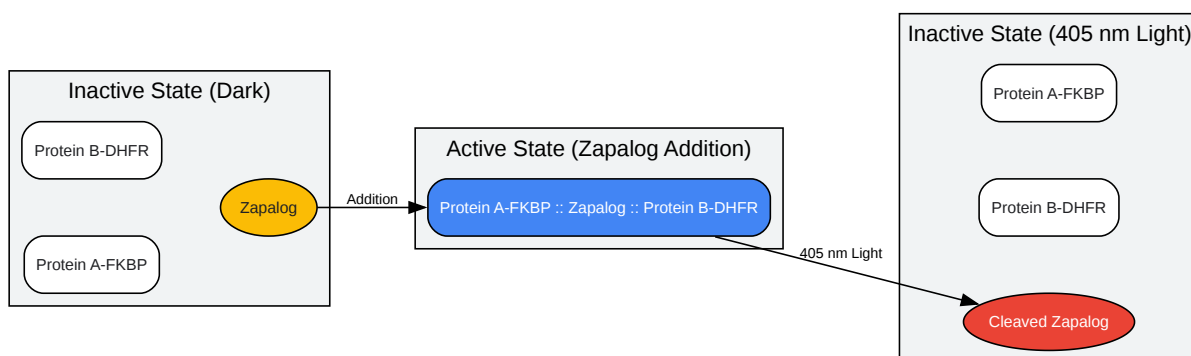 Inactive State (Dark)
Protein B-DHFR
Zapalog
Protein A-FKBP
Addition
Active State (Zapalog Addition)
Protein A-FKBP :: Zapalog :: Protein B-DHFR
405 nm Light
Inactive State (405 nm Light)
Protein A-FKBP
Protein B-DHFR
Cleaved Zapalog